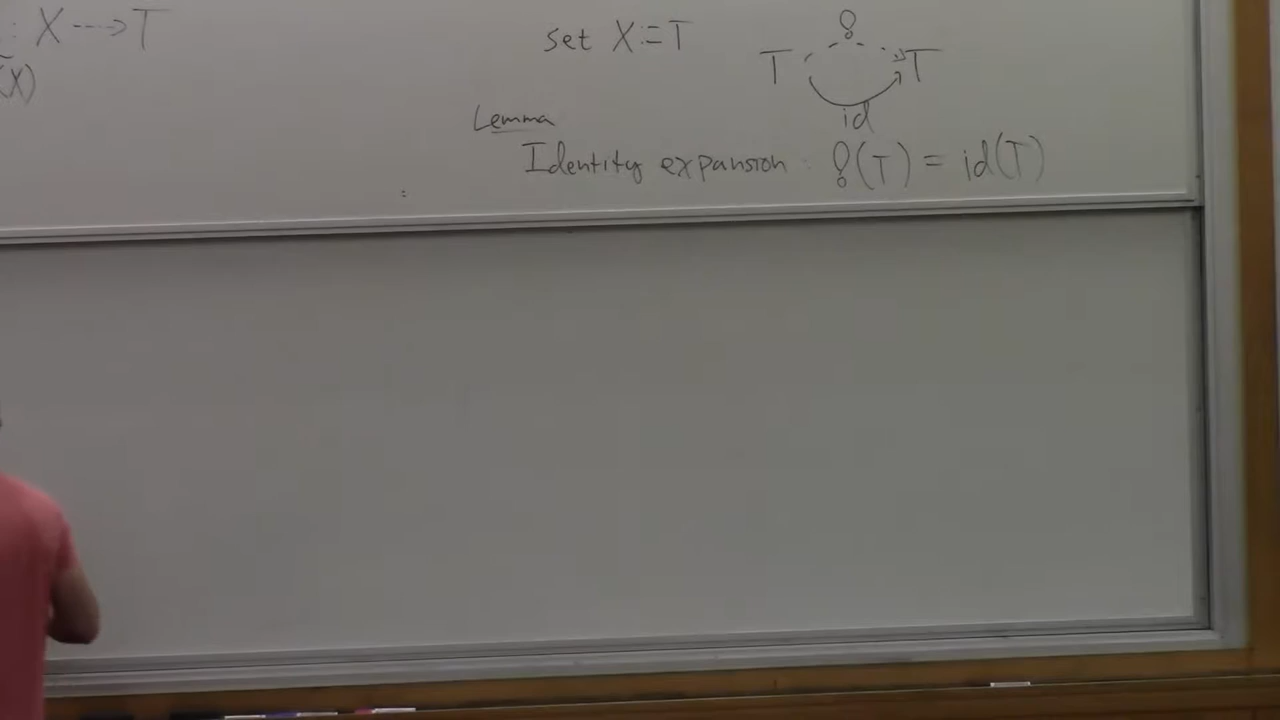 : X ⇢ T
(X)
set X := T
!
T T
id
Lemma
Identity expansion : !(T) = id(T)